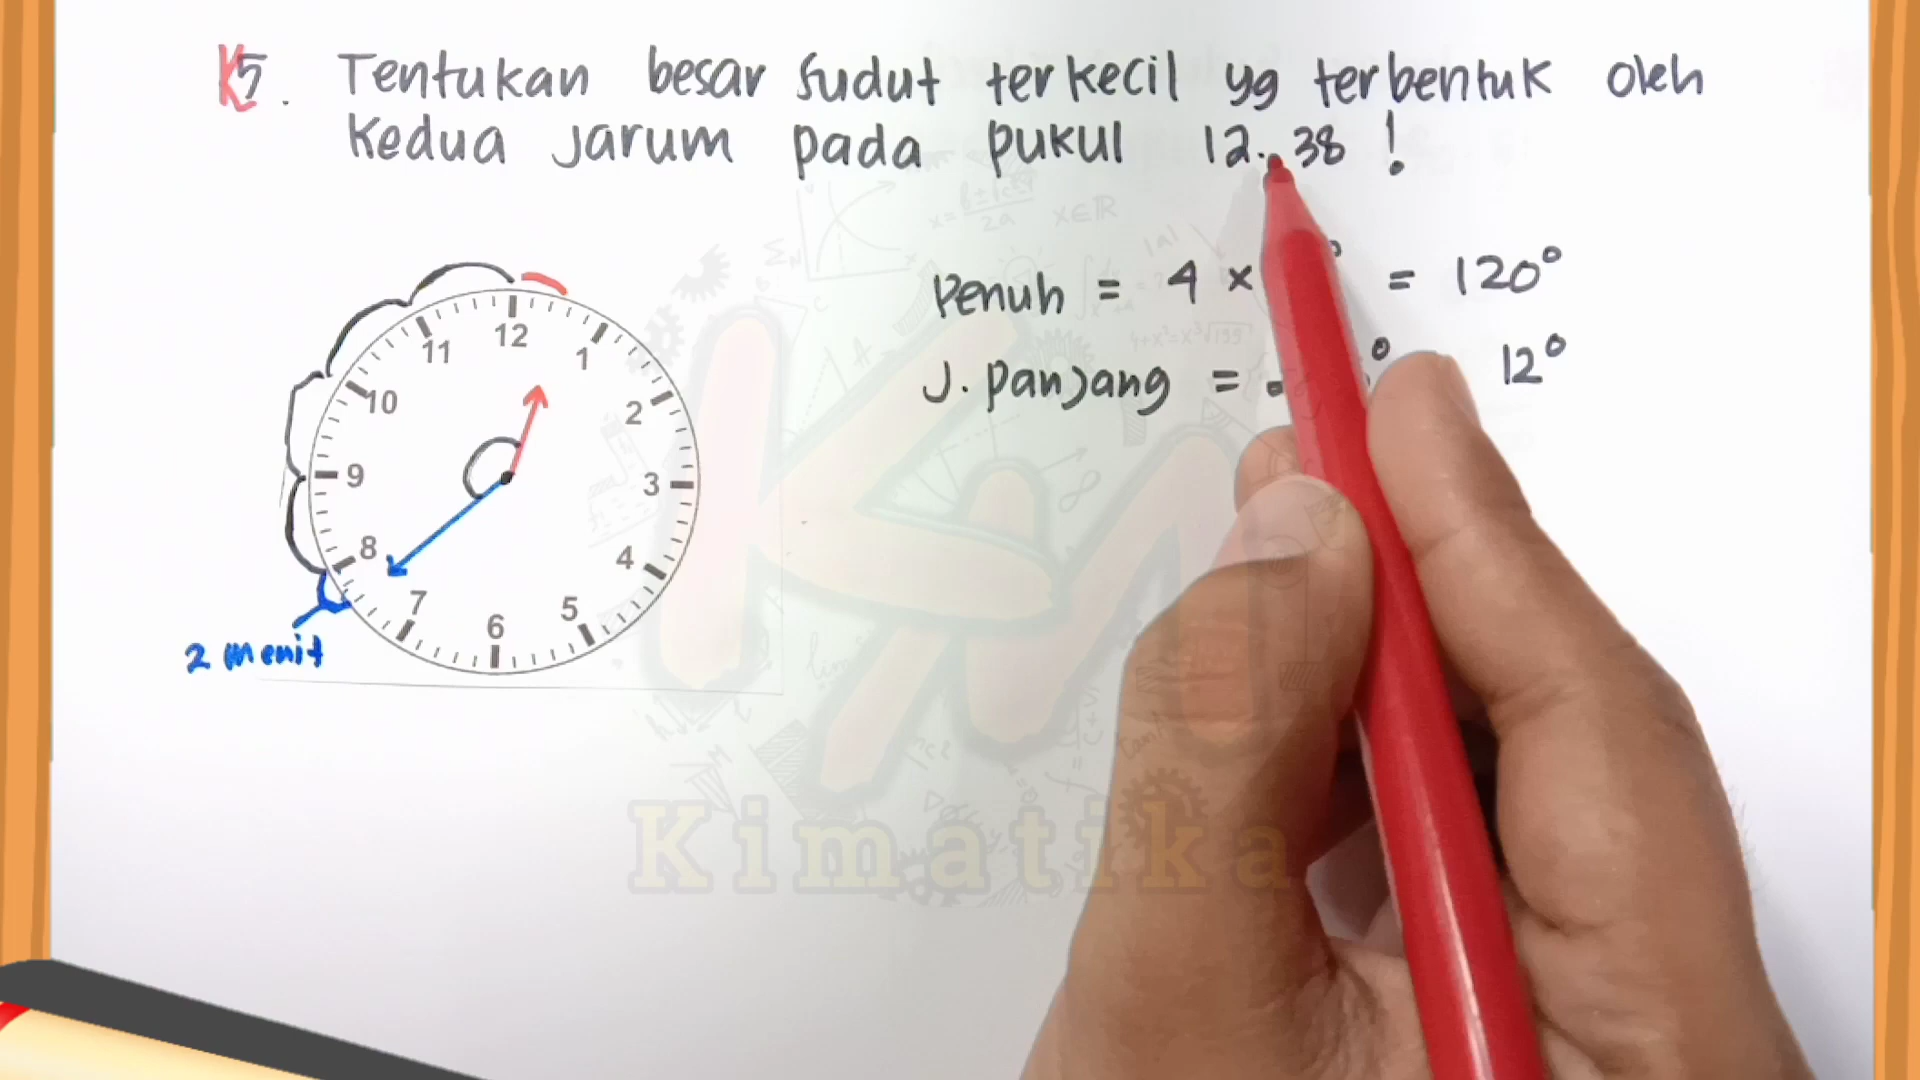 K5. Tentukan besar sudut terkecil yg terbentuk oleh
kedua jarum pada pukul 12.38 !
Penuh = 4 × = 120°
J. panjang = 12°
12
11
1
10
2
9
3
8
4
7
5
6
2 menit
Kimatika